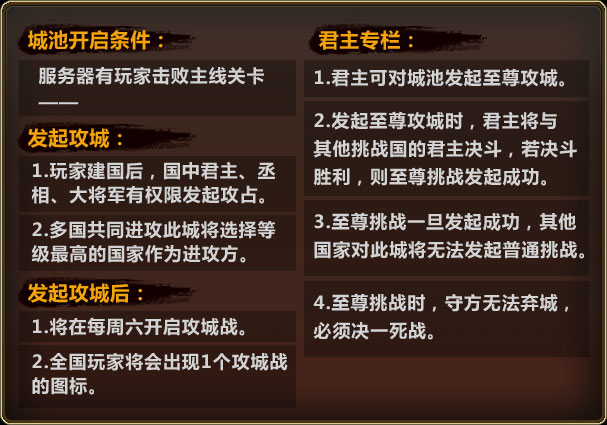 城池开启条件：
服务器有玩家击败主线关卡
——
发起攻城：
1.玩家建国后，国中君主、丞
相、大将军有权限发起攻占。
2.多国共同进攻此城将选择等
级最高的国家作为进攻方。
发起攻城后：
1.将在每周六开启攻城战。
2.全国玩家将会出现1个攻城战
的图标。
君主专栏：
1.君主可对城池发起至尊攻城。
2.发起至尊攻城时，君主将与
其他挑战国的君主决斗，若决斗
胜利，则至尊挑战发起成功。
3.至尊挑战一旦发起成功，其他
国家对此城将无法发起普通挑战。
4.至尊挑战时，守方无法弃城，
必须决一死战。